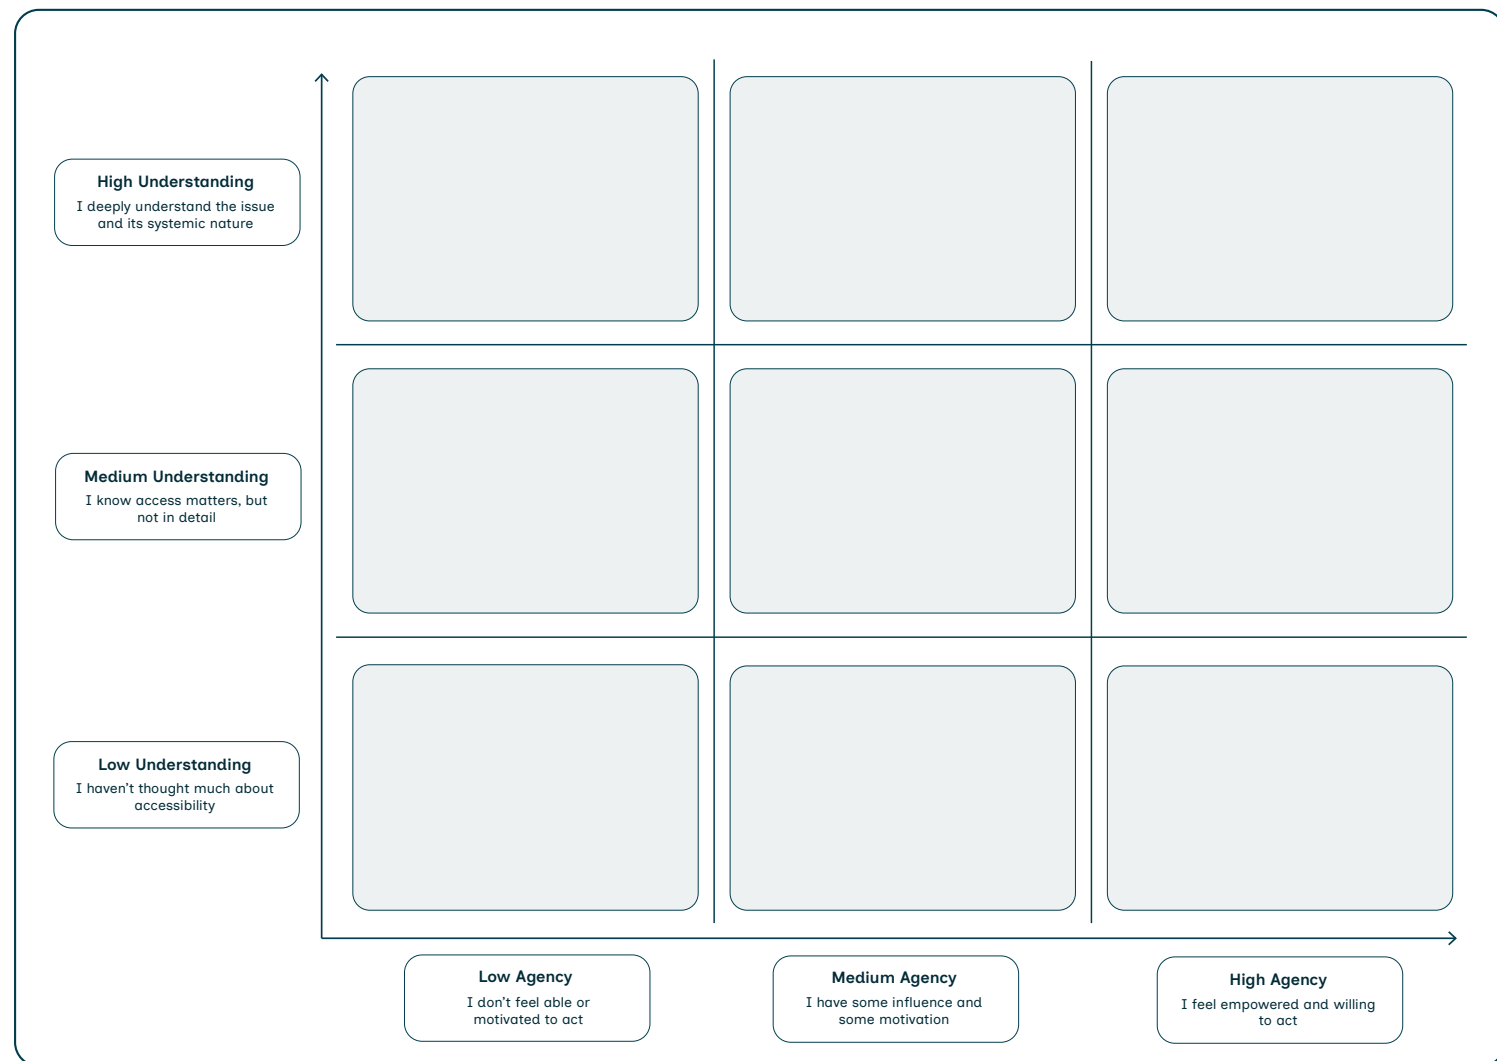 High Understanding
I deeply understand the issue
and its systemic nature
Medium Understanding
I know access matters, but
not in detail
Low Understanding
I haven't thought much about
accessibility
Low Agency
I don't feel able or
motivated to act
Medium Agency
I have some influence and
some motivation
High Agency
I feel empowered and willing
to act